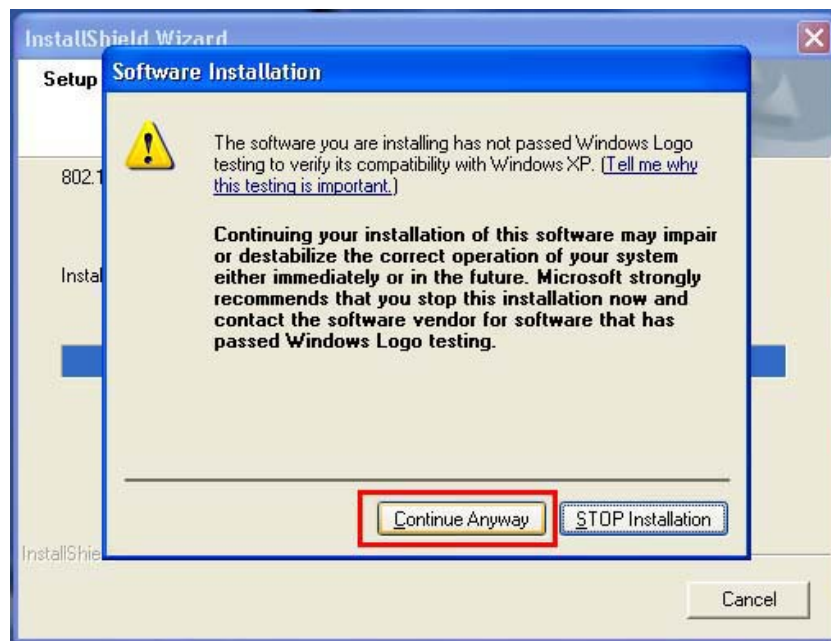 InstallShield Wizard
Setup
Software Installation
The software you are installing has not passed Windows Logo
testing to verify its compatibility with Windows XP. (Tell me why
this testing is important.)
802.1
Continuing your installation of this software may impair
or destabilize the correct operation of your system
either immediately or in the future. Microsoft strongly
recommends that you stop this installation now and
contact the software vendor for software that has
passed Windows Logo testing.
Instal
Continue Anyway
STOP Installation
InstallShie
Cancel